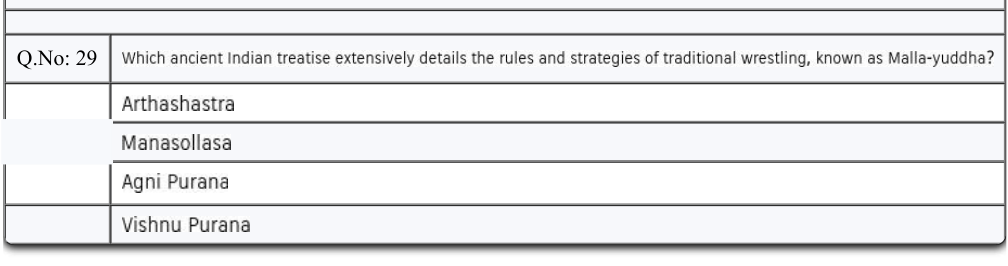 Q.No: 29 Which ancient Indian treatise extensively details the rules and strategies of traditional wrestling, known as Malla-yuddha?
Arthashastra
Manasollasa
Agni Purana
Vishnu Purana